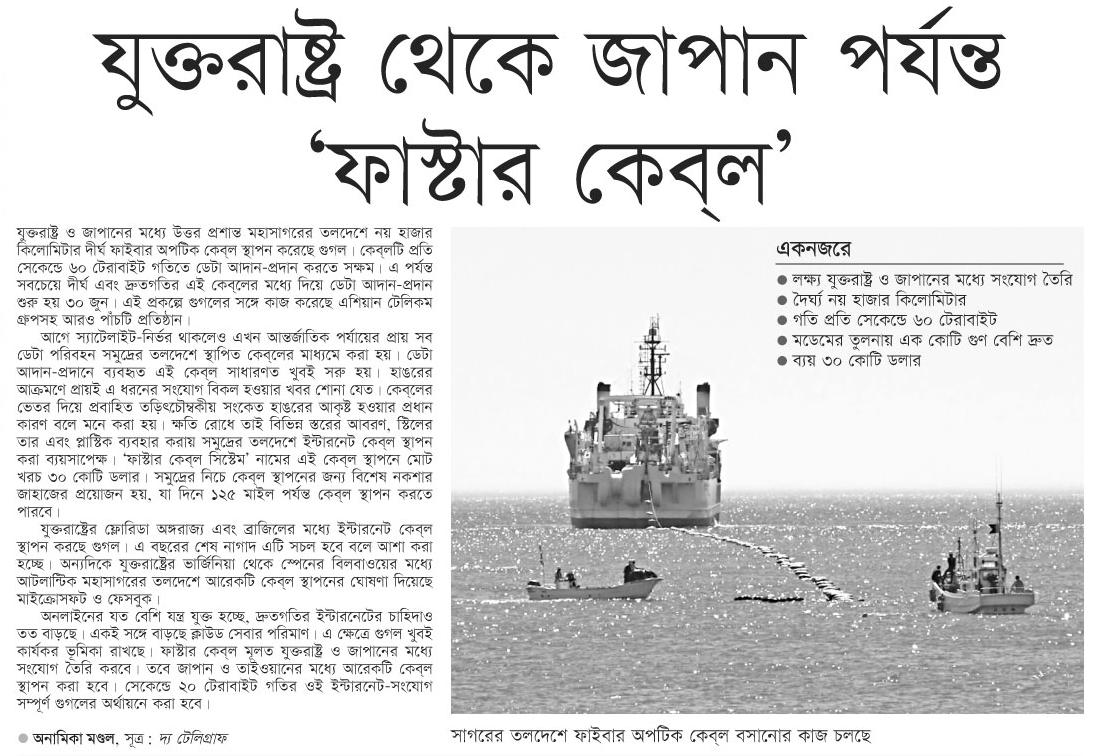 যুক্তরাষ্ট্র থেকে জাপান পর্যন্ত
‘ফাস্টার কেব্‌ল’
যুক্তরাষ্ট্র ও জাপানের মধ্যে উত্তর প্রশান্ত মহাসাগরের তলদেশে নয় হাজার
কিলোমিটার দীর্ঘ ফাইবার অপটিক কেব্‌ল স্থাপন করেছে গুগল। কেব্‌লটি প্রতি
সেকেন্ডে ৬০ টেরাবাইট গতিতে ডেটা আদান-প্রদান করতে সক্ষম। এ পর্যন্ত
সবচেয়ে দীর্ঘ এবং দ্রুতগতির এই কেব্‌লের মধ্যে দিয়ে ডেটা আদান-প্রদান
শুরু হয় ৩০ জুন। এই প্রকল্পে গুগলের সঙ্গে কাজ করেছে এশিয়ান টেলিকম
গ্রুপসহ আরও পাঁচটি প্রতিষ্ঠান।
আগে স্যাটেলাইট-নির্ভর থাকলেও এখন আন্তর্জাতিক পর্যায়ের প্রায় সব
ডেটা পরিবহন সমুদ্রের তলদেশে স্থাপিত কেব্‌লের মাধ্যমে করা হয়। ডেটা
আদান-প্রদানে ব্যবহৃত এই কেব্‌ল সাধারণত খুবই সরু হয়। হাঙরের
আক্রমণে প্রায়ই এ ধরনের সংযোগ বিকল হওয়ার খবর শোনা যেত। কেব্‌লের
ভেতর দিয়ে প্রবাহিত তড়িৎচৌম্বকীয় সংকেত হাঙরের আকৃষ্ট হওয়ার প্রধান
কারণ বলে মনে করা হয়। ক্ষতি রোধে তাই বিভিন্ন স্তরের আবরণ, স্টিলের
তার এবং প্লাস্টিক ব্যবহার করায় সমুদ্রের তলদেশে ইন্টারনেট কেব্‌ল স্থাপন
করা ব্যয়সাপেক্ষ। ‘ফাস্টার কেব্‌ল সিস্টেম’ নামের এই কেব্‌ল স্থাপনে মোট
খরচ ৩০ কোটি ডলার। সমুদ্রের নিচে কেব্‌ল স্থাপনের জন্য বিশেষ নকশার
জাহাজের প্রয়োজন হয়, যা দিনে ১২৫ মাইল পর্যন্ত কেব্‌ল স্থাপন করতে
পারবে।
যুক্তরাষ্ট্রের ফ্লোরিডা অঙ্গরাজ্য এবং ব্রাজিলের মধ্যে ইন্টারনেট কেব্‌ল
স্থাপন করছে গুগল। এ বছরের শেষ নাগাদ এটি সচল হবে বলে আশা করা
হচ্ছে। অন্যদিকে যুক্তরাষ্ট্রের ভার্জিনিয়া থেকে স্পেনের বিলবাওয়ের মধ্যে
আটলান্টিক মহাসাগরের তলদেশে আরেকটি কেব্‌ল স্থাপনের ঘোষণা দিয়েছে
মাইক্রোসফট ও ফেসবুক।
অনলাইনের যত বেশি যন্ত্র যুক্ত হচ্ছে, দ্রুতগতির ইন্টারনেটের চাহিদাও
তত বাড়ছে। একই সঙ্গে বাড়ছে ক্লাউড সেবার পরিমাণ। এ ক্ষেত্রে গুগল খুবই
কার্যকর ভূমিকা রাখছে। ফাস্টার কেব্‌ল মূলত যুক্তরাষ্ট্র ও জাপানের মধ্যে
সংযোগ তৈরি করবে। তবে জাপান ও তাইওয়ানের মধ্যে আরেকটি কেব্‌ল
স্থাপন করা হবে। সেকেন্ডে ২০ টেরাবাইট গতির ওই ইন্টারনেট-সংযোগ
সম্পূর্ণ গুগলের অর্থায়নে করা হবে।
● অনামিকা মণ্ডল, সূত্র : দ্য টেলিগ্রাফ
একনজরে
● লক্ষ্য যুক্তরাষ্ট্র ও জাপানের মধ্যে সংযোগ তৈরি
● দৈর্ঘ্য নয় হাজার কিলোমিটার
● গতি প্রতি সেকেন্ডে ৬০ টেরাবাইট
● মডেমের তুলনায় এক কোটি গুণ বেশি দ্রুত
● ব্যয় ৩০ কোটি ডলার
সাগরের তলদেশে ফাইবার অপটিক কেব্‌ল বসানোর কাজ চলছে